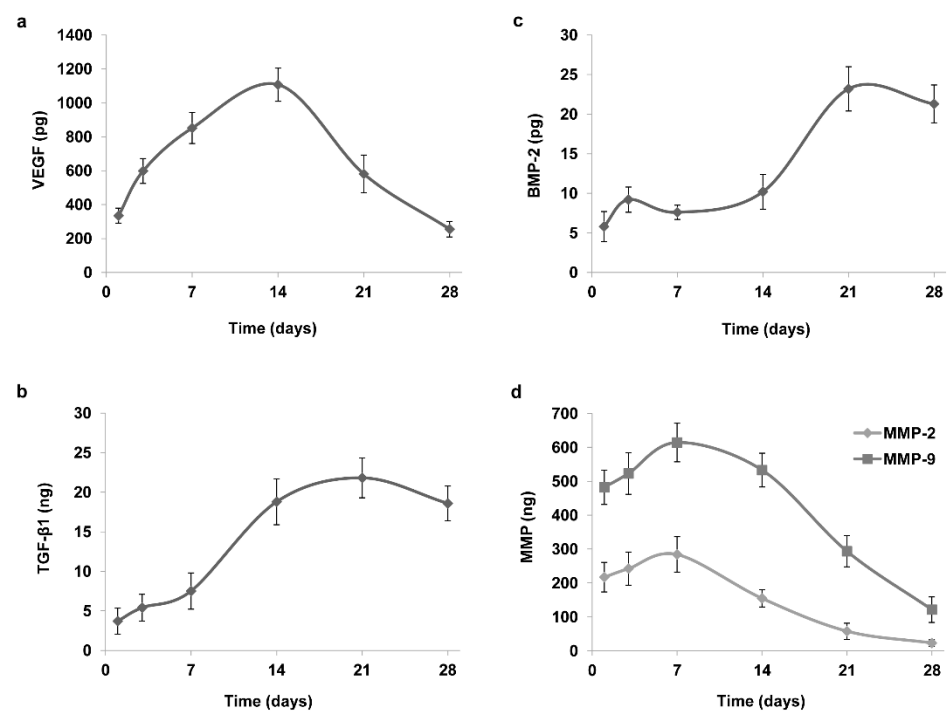 a
1400
1200
1000
800
600
400
200
0
VEGF (pg)
0 7 14 21 28
Time (days)
c
30
25
20
15
10
5
0
BMP-2 (pg)
0 7 14 21 28
Time (days)
b
30
25
20
15
10
5
0
TGF-β1 (ng)
0 7 14 21 28
Time (days)
d
700
600
500
400
300
200
100
0
MMP (ng)
MMP-2
MMP-9
0 7 14 21 28
Time (days)